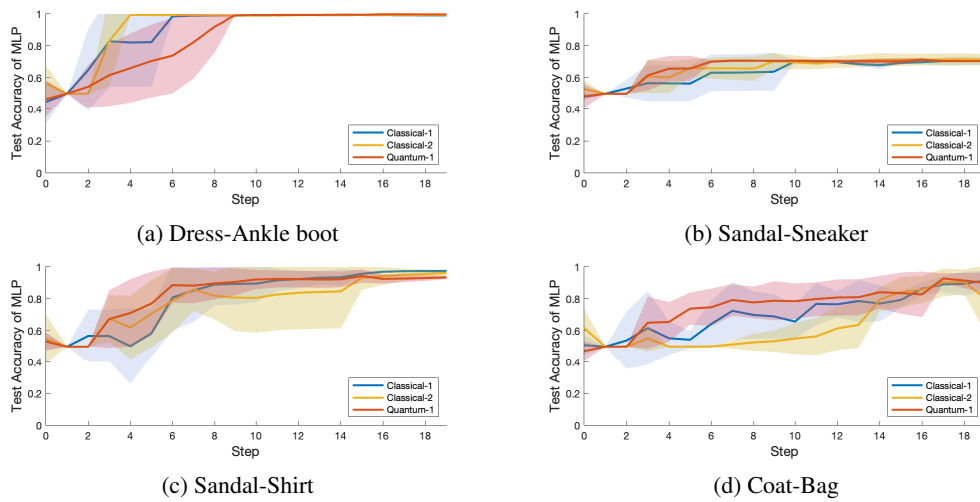 Test Accuracy of MLP
1
0.8
0.6
0.4
0.2
0
0 2 4 6 8 10 12 14 16 18
Step
Classical-1
Classical-2
Quantum-1
(a) Dress-Ankle boot
Test Accuracy of MLP
1
0.8
0.6
0.4
0.2
0
0 2 4 6 8 10 12 14 16 18
Step
Classical-1
Classical-2
Quantum-1
(b) Sandal-Sneaker
Test Accuracy of MLP
1
0.8
0.6
0.4
0.2
0
0 2 4 6 8 10 12 14 16 18
Step
Classical-1
Classical-2
Quantum-1
(c) Sandal-Shirt
Test Accuracy of MLP
1
0.8
0.6
0.4
0.2
0
0 2 4 6 8 10 12 14 16 18
Step
Classical-1
Classical-2
Quantum-1
(d) Coat-Bag